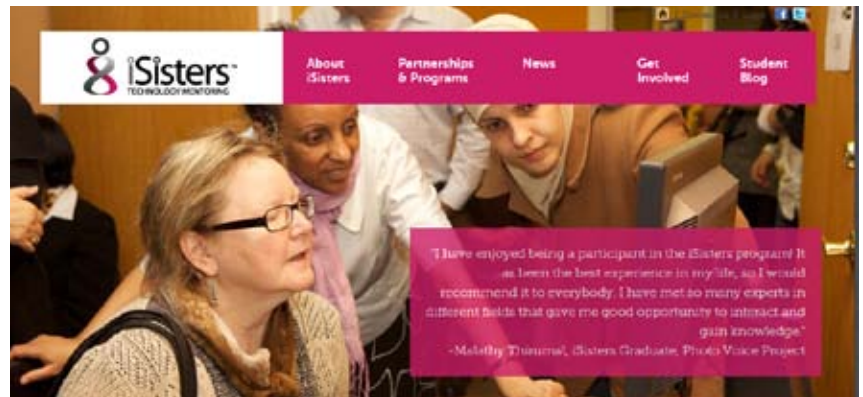 iSisters™
TECHNOLOGY MENTORING
About iSisters
Partnerships & Programs
News
Get Involved
Student Blog
"I have enjoyed being a participant in the iSisters program! It
as been the best experience in my life, so I would
recommend it to everybody. I have met so many experts in
different fields that gave me good opportunity to interact and
gain knowledge."
~Malathy Thirumal, iSisters Graduate, Photo Voice Project